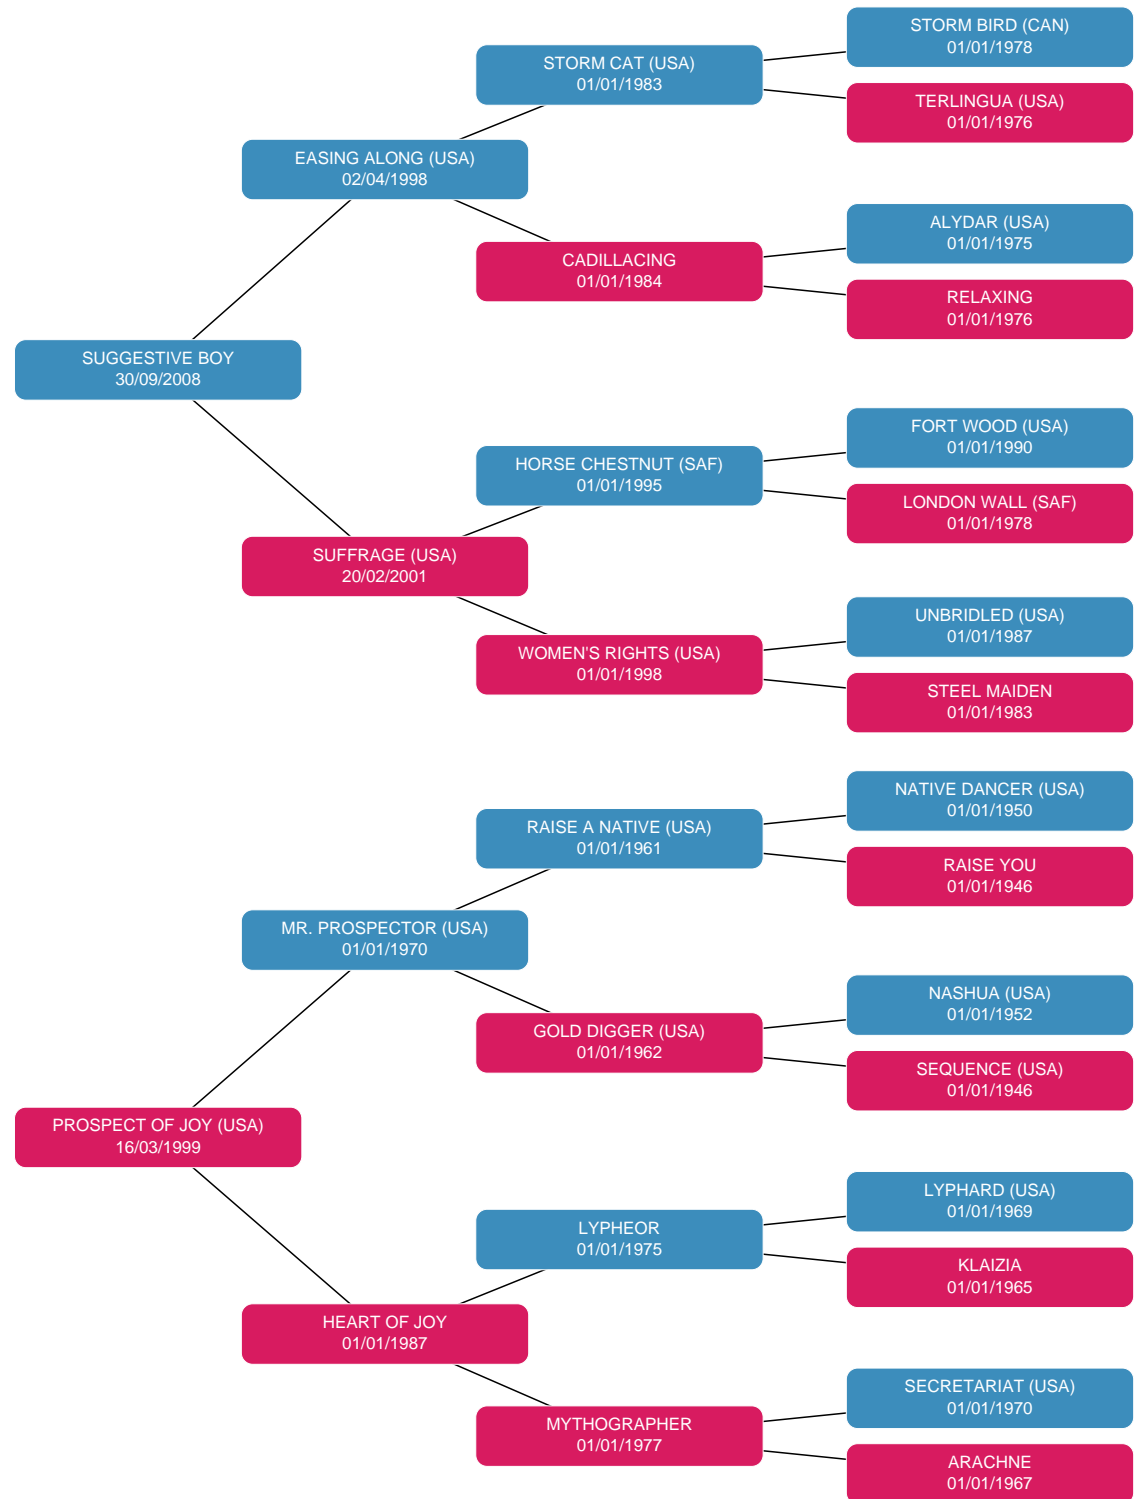 STORM BIRD (CAN)
01/01/1978
STORM CAT (USA)
01/01/1983
TERLINGUA (USA)
01/01/1976
EASING ALONG (USA)
02/04/1998
ALYDAR (USA)
01/01/1975
CADILLACING
01/01/1984
RELAXING
01/01/1976
SUGGESTIVE BOY
30/09/2008
FORT WOOD (USA)
01/01/1990
HORSE CHESTNUT (SAF)
01/01/1995
LONDON WALL (SAF)
01/01/1978
SUFFRAGE (USA)
20/02/2001
UNBRIDLED (USA)
01/01/1987
WOMEN'S RIGHTS (USA)
01/01/1998
STEEL MAIDEN
01/01/1983
NATIVE DANCER (USA)
01/01/1950
RAISE A NATIVE (USA)
01/01/1961
RAISE YOU
01/01/1946
MR. PROSPECTOR (USA)
01/01/1970
NASHUA (USA)
01/01/1952
GOLD DIGGER (USA)
01/01/1962
SEQUENCE (USA)
01/01/1946
PROSPECT OF JOY (USA)
16/03/1999
LYPHARD (USA)
01/01/1969
LYPHEOR
01/01/1975
KLAIZIA
01/01/1965
HEART OF JOY
01/01/1987
SECRETARIAT (USA)
01/01/1970
MYTHOGRAPHER
01/01/1977
ARACHNE
01/01/1967